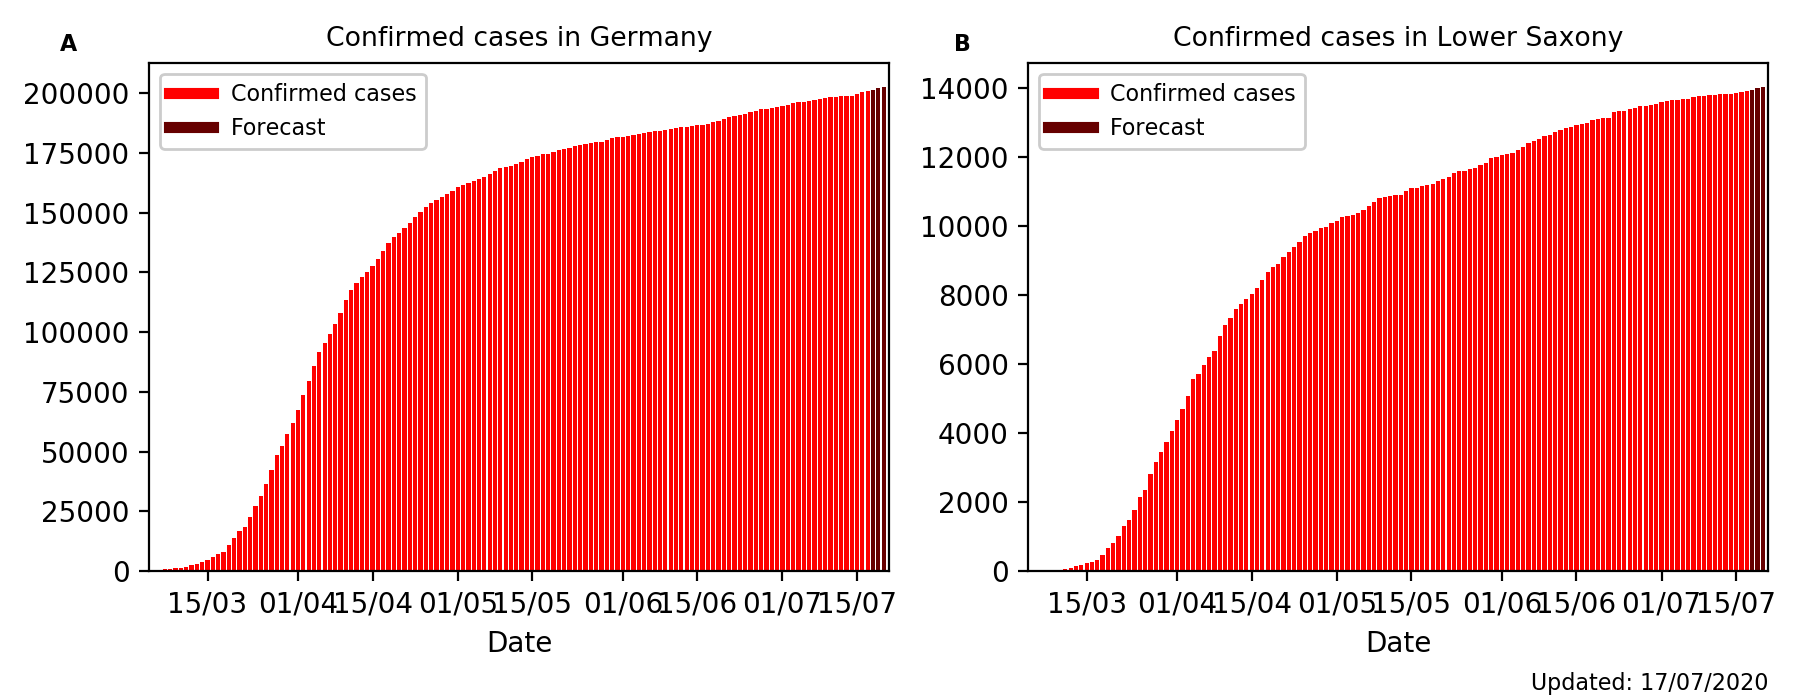 A
Confirmed cases in Germany
Confirmed cases
Forecast
200000
175000
150000
125000
100000
75000
50000
25000
0
15/03 01/04 15/04 01/05 15/05 01/06 15/06 01/07 15/07
Date
B
Confirmed cases in Lower Saxony
Confirmed cases
Forecast
14000
12000
10000
8000
6000
4000
2000
0
15/03 01/04 15/04 01/05 15/05 01/06 15/06 01/07 15/07
Date
Updated: 17/07/2020